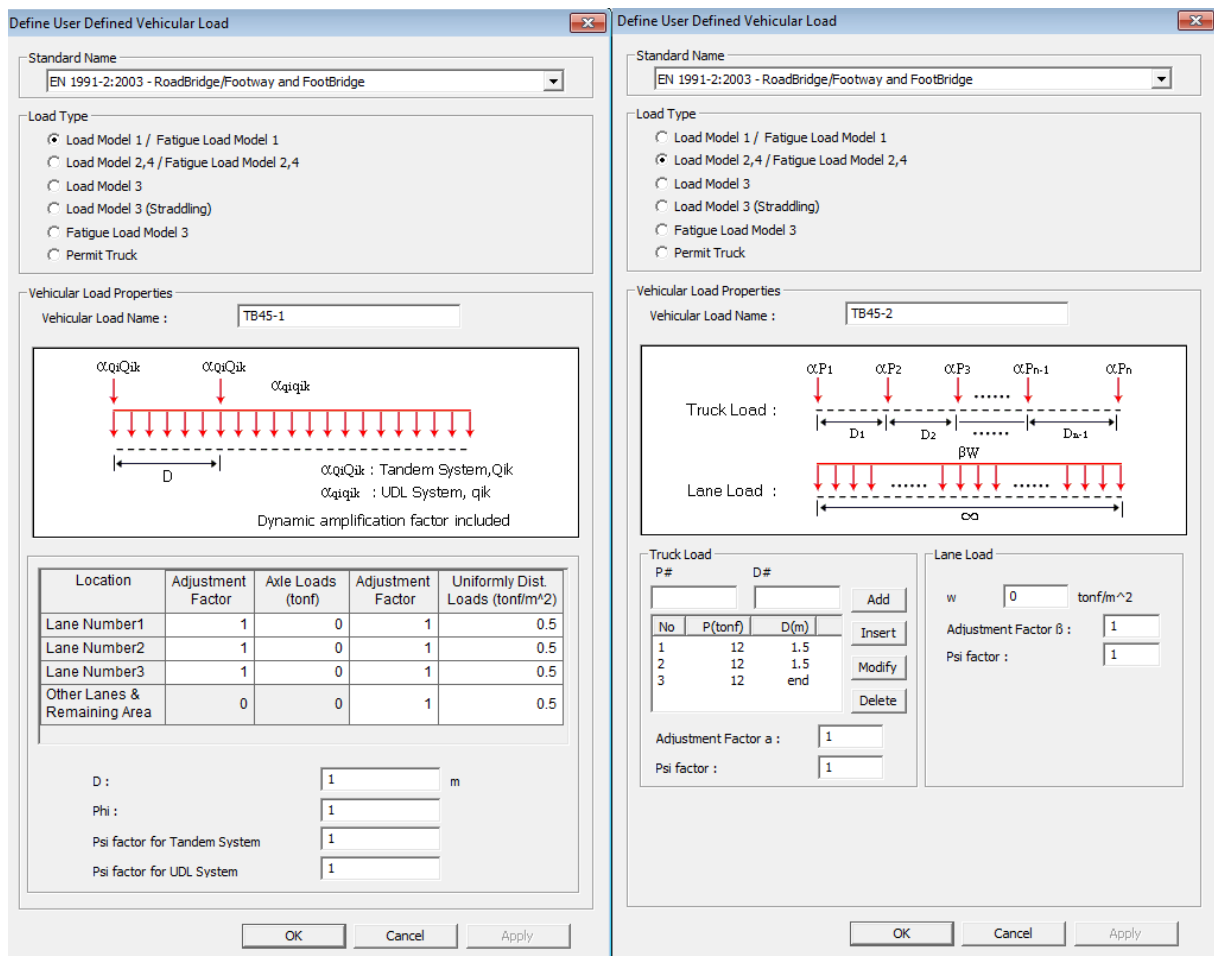 Define User Defined Vehicular Load
Standard Name
EN 1991-2:2003 - RoadBridge/Footway and FootBridge
Load Type
Load Model 1 / Fatigue Load Model 1
Load Model 2,4 / Fatigue Load Model 2,4
Load Model 3
Load Model 3 (Straddling)
Fatigue Load Model 3
Permit Truck
Vehicular Load Properties
Vehicular Load Name : TB45-1
αQiQik αQiQik αqiqik
D
αQiQik : Tandem System,Qik
αqiqik : UDL System, qik
Dynamic amplification factor included
Location Adjustment Factor Axle Loads (tonf) Adjustment Factor Uniformly Dist. Loads (tonf/m^2)
Lane Number1 1 0 1 0.5
Lane Number2 1 0 1 0.5
Lane Number3 1 0 1 0.5
Other Lanes & Remaining Area 0 0 1 0.5
D : 1 m
Phi : 1
Psi factor for Tandem System 1
Psi factor for UDL System 1
OK Cancel Apply
Define User Defined Vehicular Load
Standard Name
EN 1991-2:2003 - RoadBridge/Footway and FootBridge
Load Type
Load Model 1 / Fatigue Load Model 1
Load Model 2,4 / Fatigue Load Model 2,4
Load Model 3
Load Model 3 (Straddling)
Fatigue Load Model 3
Permit Truck
Vehicular Load Properties
Vehicular Load Name : TB45-2
αP1 αP2 αP3 αPn-1 αPn
Truck Load : ......
D1 D2 ...... Dn-1
βW
Lane Load : ...... ......
∞
Truck Load
P# D#
Add
No P(tonf) D(m)
Insert
1 12 1.5
2 12 1.5
Modify
3 12 end
Delete
Adjustment Factor a : 1
Psi factor : 1
Lane Load
w 0 tonf/m^2
Adjustment Factor ß : 1
Psi factor : 1
OK Cancel Apply